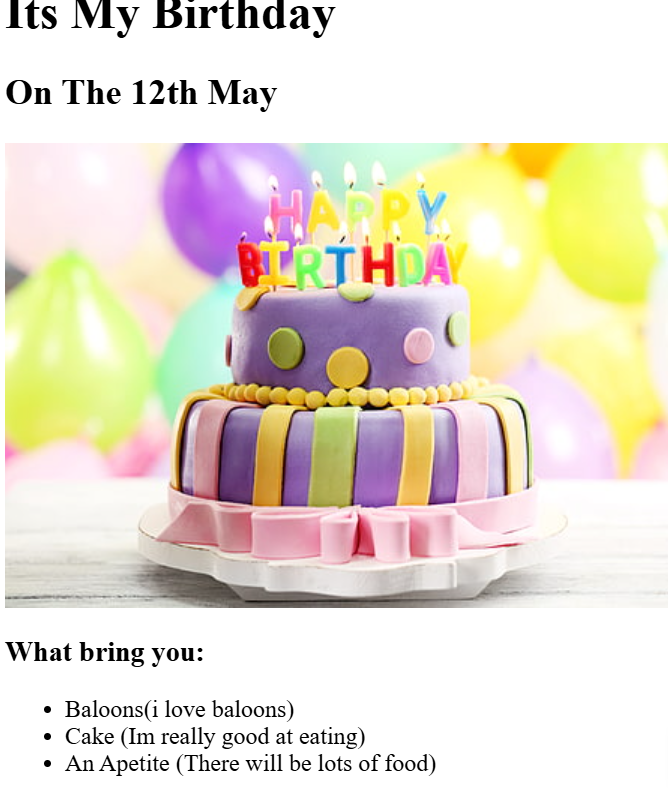 Its My Birthday
On The 12th May
HAPPY
BIRTHDAY
What bring you:
Baloons(i love baloons)
Cake (Im really good at eating)
An Apetite (There will be lots of food)